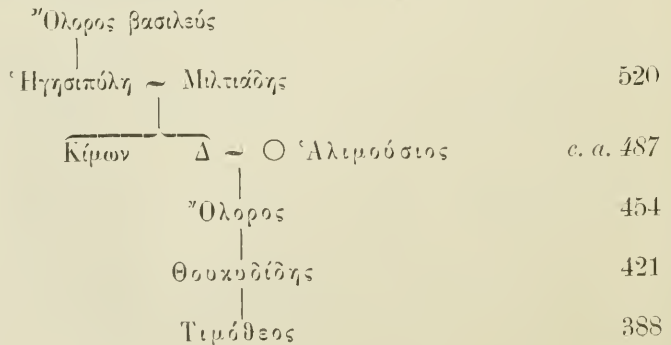 Ὄλορος βασιλεύς
Ἡγησιπύλη ~ Μιλτιάδης 520
Κίμων Δ ~ ○ Ἁλιμούσιος c. a. 487
Ὄλορος 454
Θουκυδίδης 421
Τιμόθεος 388